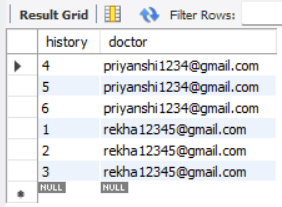 Result Grid Filter Rows:
history doctor
4 priyanshi1234@gmail.com
5 priyanshi1234@gmail.com
6 priyanshi1234@gmail.com
1 rekha12345@gmail.com
2 rekha12345@gmail.com
3 rekha12345@gmail.com
NULL NULL